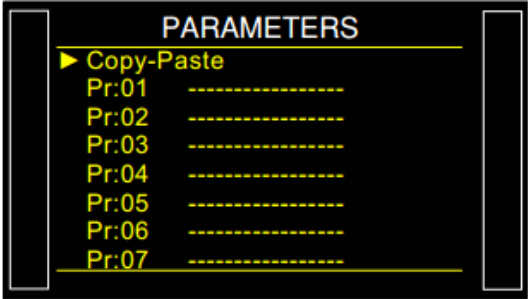 PARAMETERS
► Copy-Paste
Pr:01 -----------------
Pr:02 -----------------
Pr:03 -----------------
Pr:04 -----------------
Pr:05 -----------------
Pr:06 -----------------
Pr:07 -----------------